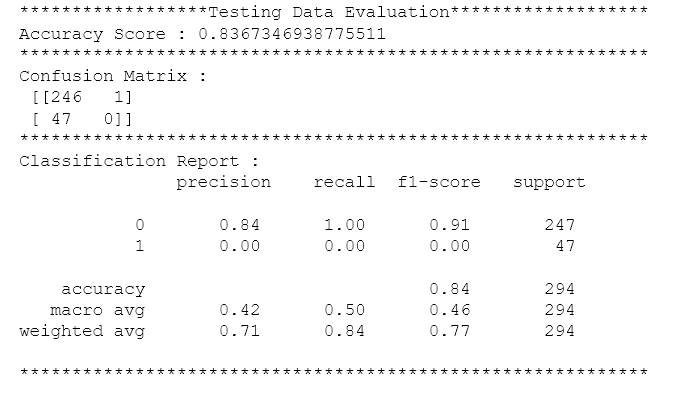 ******************Testing Data Evaluation*******************
Accuracy Score : 0.8367346938775511
************************************************************
Confusion Matrix :
[[246   1]
[ 47   0]]
************************************************************
Classification Report :
precision    recall  f1-score   support
0       0.84      1.00      0.91       247
1       0.00      0.00      0.00        47
accuracy                           0.84       294
macro avg       0.42      0.50      0.46       294
weighted avg       0.71      0.84      0.77       294
************************************************************